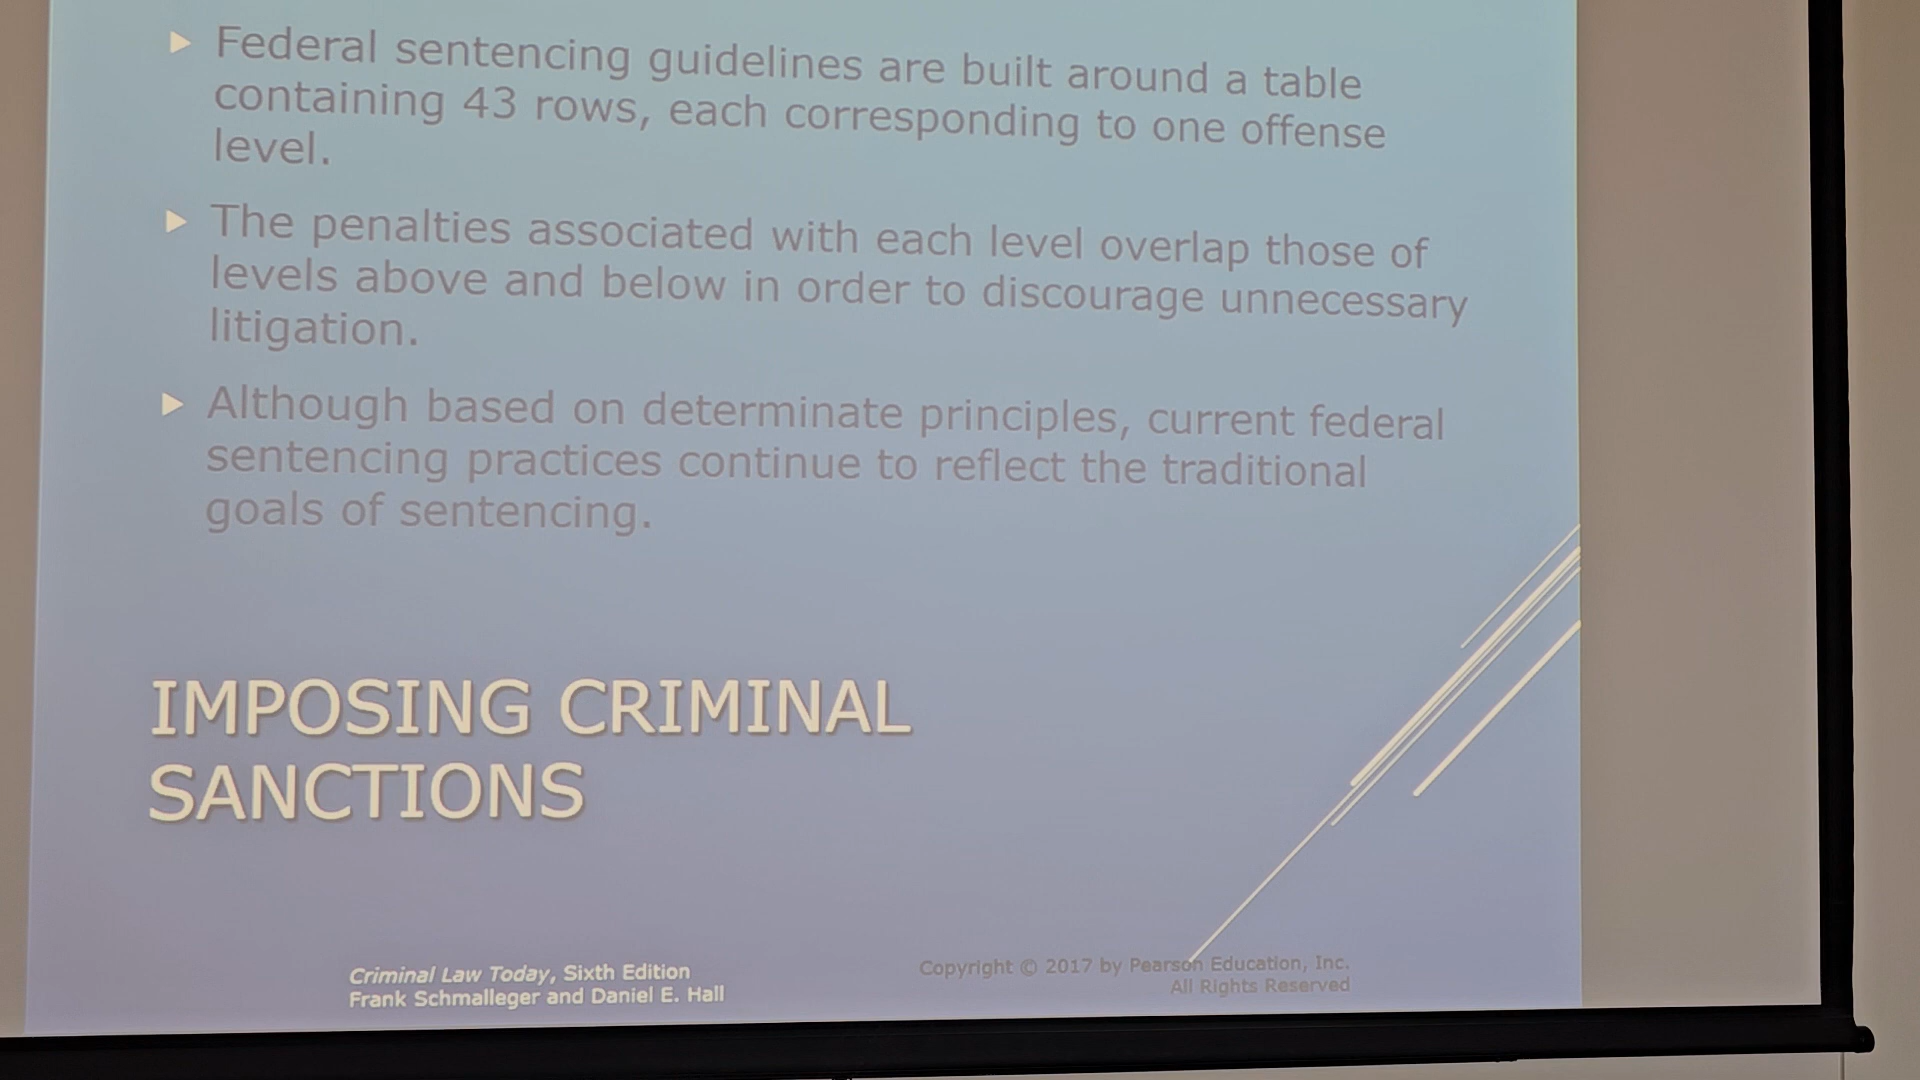 Federal sentencing guidelines are built around a table
containing 43 rows, each corresponding to one offense
level.
The penalties associated with each level overlap those of
levels above and below in order to discourage unnecessary
litigation.
Although based on determinate principles, current federal
sentencing practices continue to reflect the traditional
goals of sentencing.
IMPOSING CRIMINAL
SANCTIONS
Criminal Law Today, Sixth Edition
Frank Schmalleger and Daniel E. Hall
Copyright © 2017 by Pearson Education, Inc.
All Rights Reserved